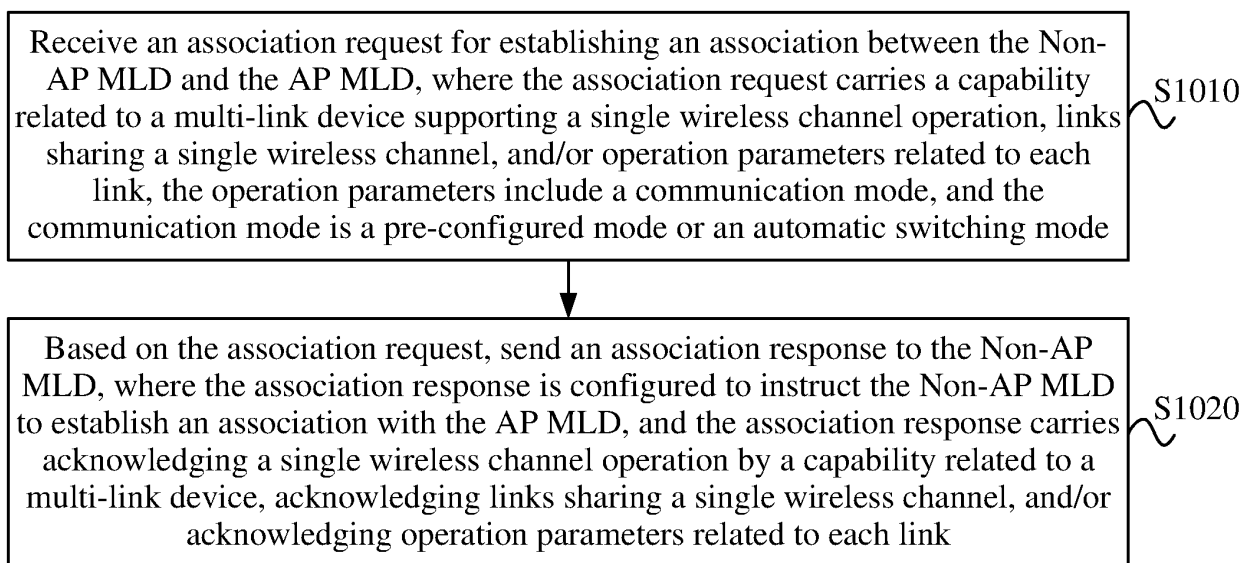 Receive an association request for establishing an association between the Non-
AP MLD and the AP MLD, where the association request carries a capability
related to a multi-link device supporting a single wireless channel operation, links
sharing a single wireless channel, and/or operation parameters related to each
link, the operation parameters include a communication mode, and the
communication mode is a pre-configured mode or an automatic switching mode
S1010
Based on the association request, send an association response to the Non-AP
MLD, where the association response is configured to instruct the Non-AP MLD
to establish an association with the AP MLD, and the association response carries
acknowledging a single wireless channel operation by a capability related to a
multi-link device, acknowledging links sharing a single wireless channel, and/or
acknowledging operation parameters related to each link
S1020